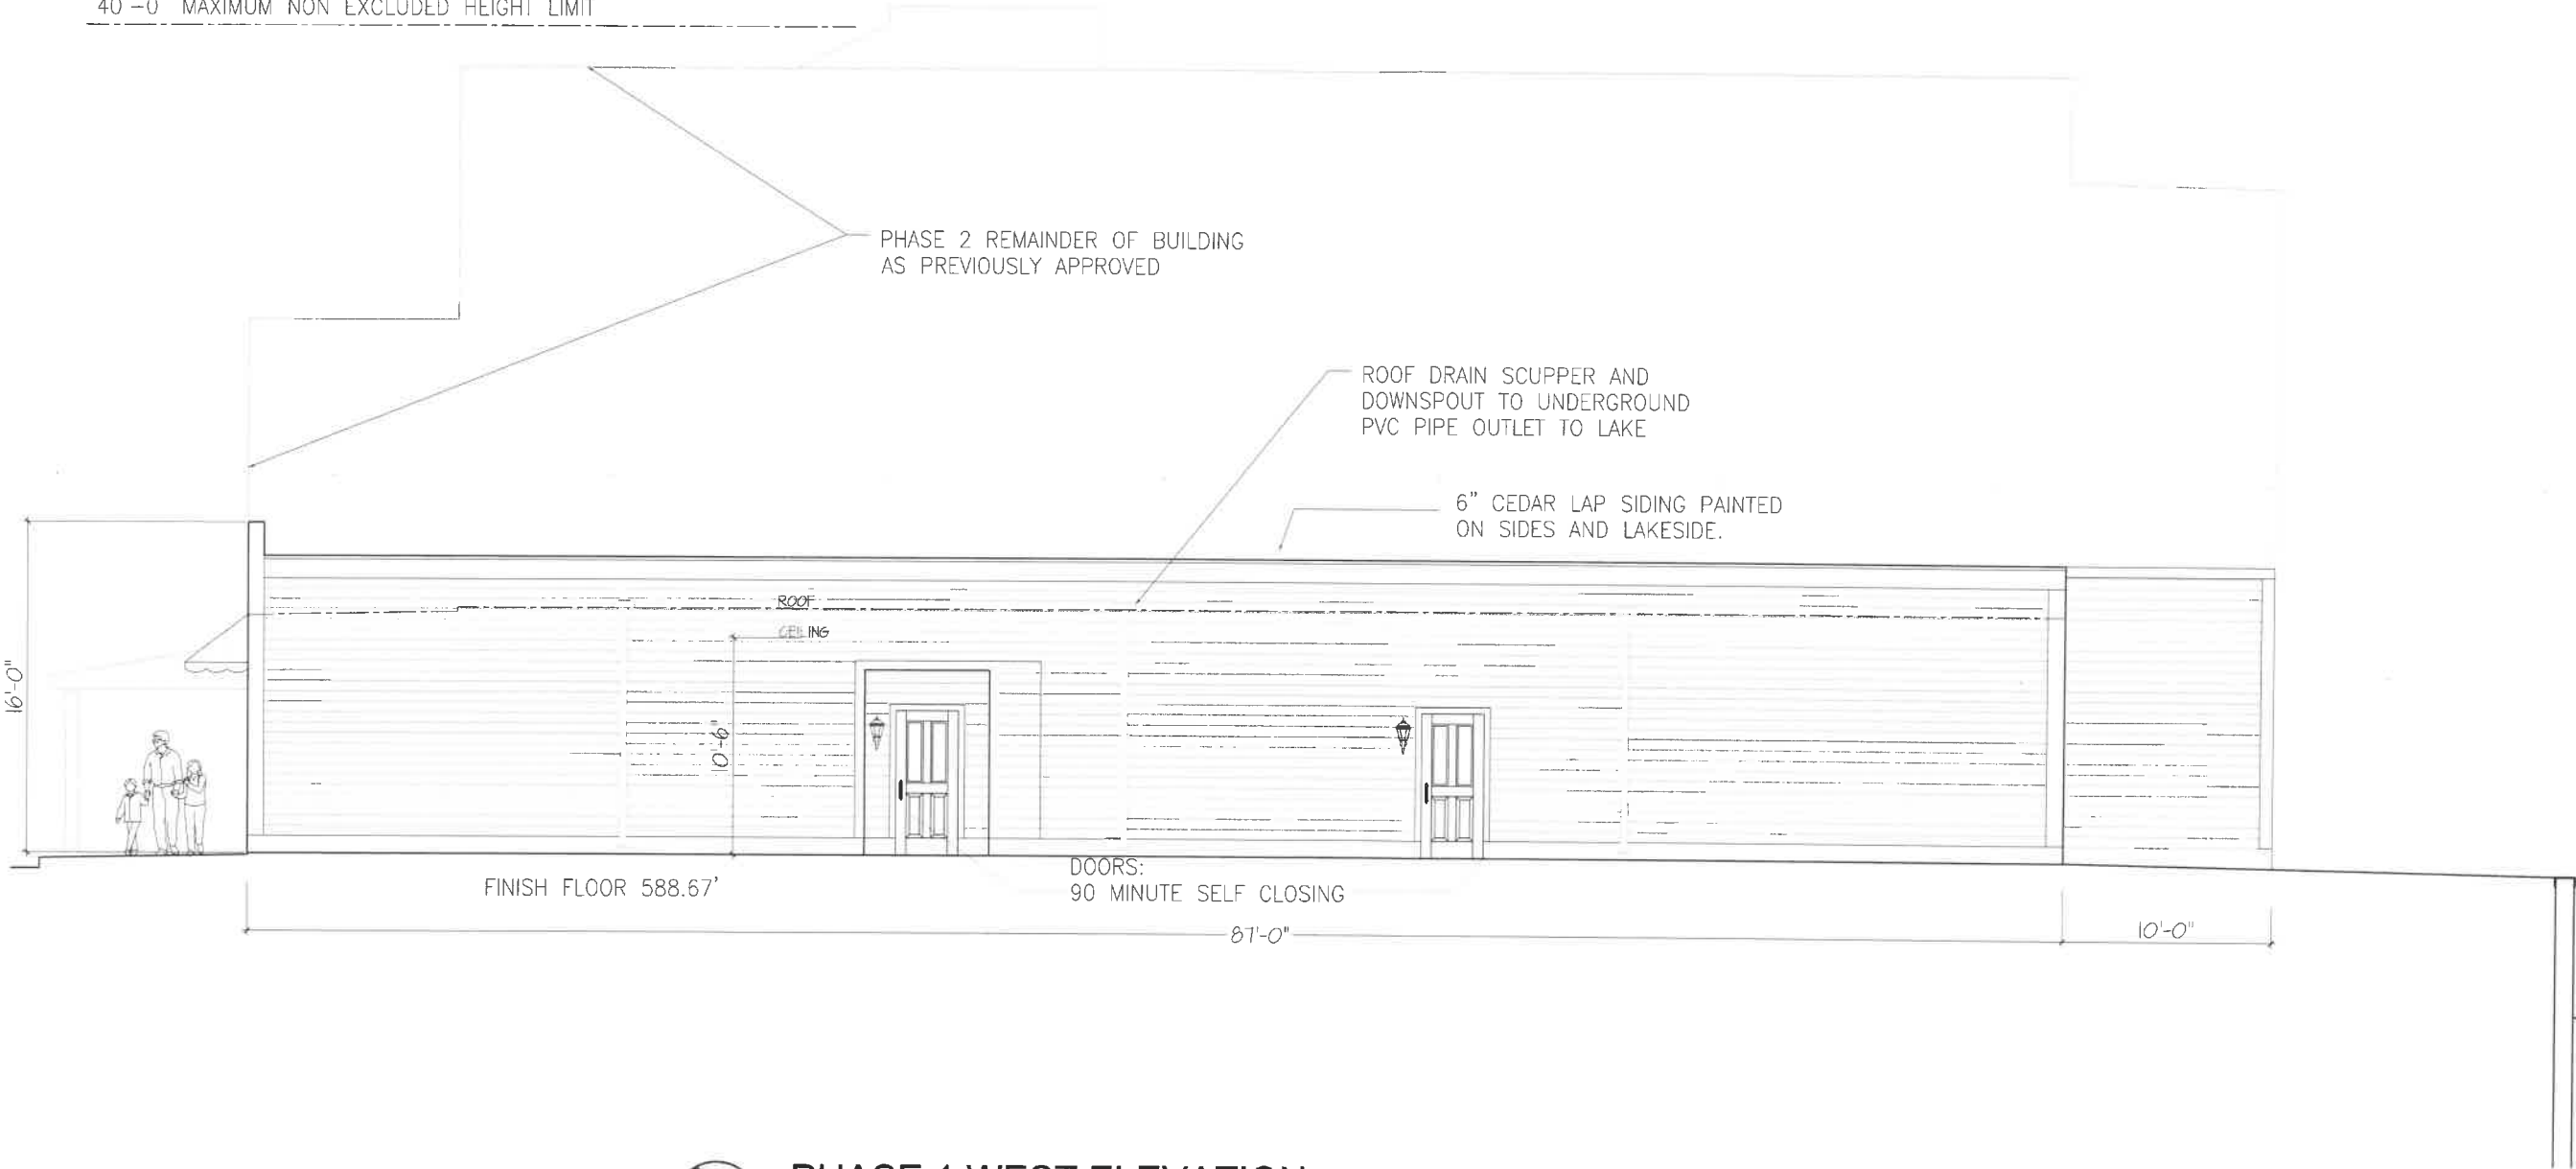 40'-0" MAXIMUM NON EXCLUDED HEIGHT LIMIT
PHASE 2 REMAINDER OF BUILDING
AS PREVIOUSLY APPROVED
ROOF DRAIN SCUPPER AND
DOWNSPOUT TO UNDERGROUND
PVC PIPE OUTLET TO LAKE
6" CEDAR LAP SIDING PAINTED
ON SIDES AND LAKESIDE.
ROOF
CEILING
16'-0"
10'-6"
FINISH FLOOR 588.67'
DOORS:
90 MINUTE SELF CLOSING
87'-0"
10'-0"
PHASE 1 WEST ELEVATION